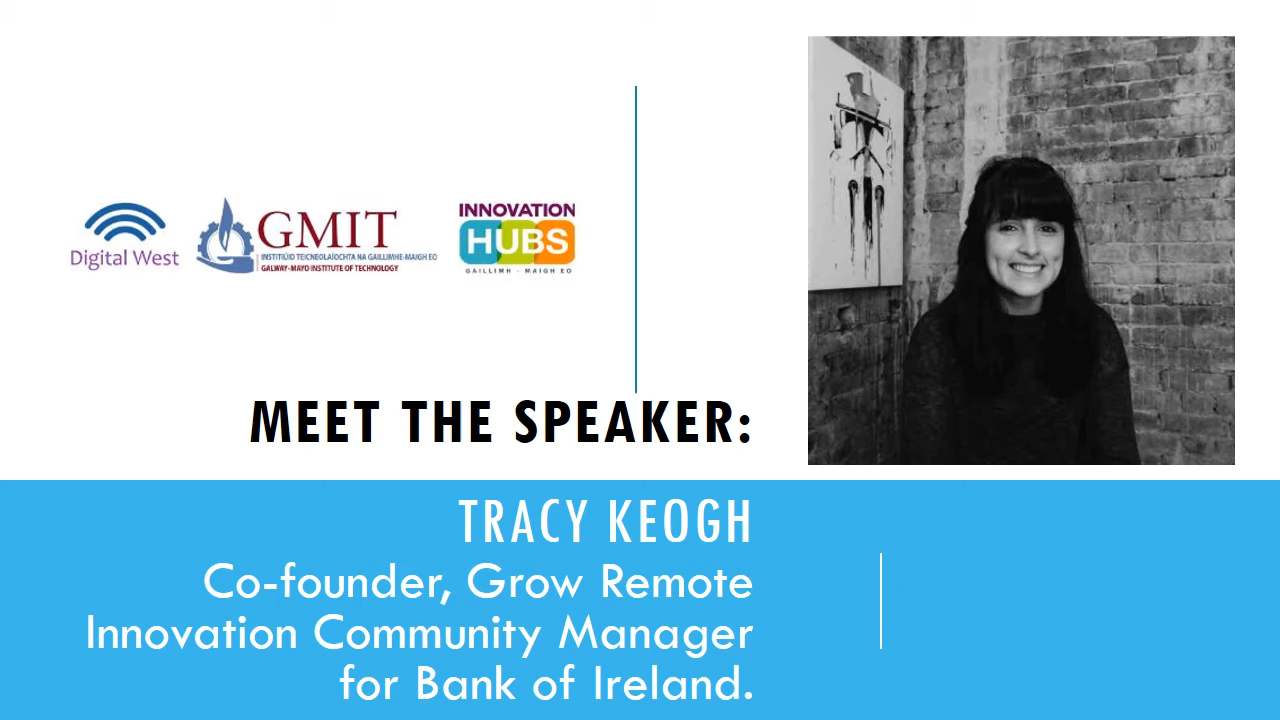 Digital West
GMIT
INSTITIÚID TEICNEOLAÍOCHTA NA GAILLIMHE-MAIGH EO
GALWAY-MAYO INSTITUTE OF TECHNOLOGY
INNOVATION
HUBS
GAILLIMH - MAIGH EO
MEET THE SPEAKER:
TRACY KEOGH
Co-founder, Grow Remote
Innovation Community Manager
for Bank of Ireland.